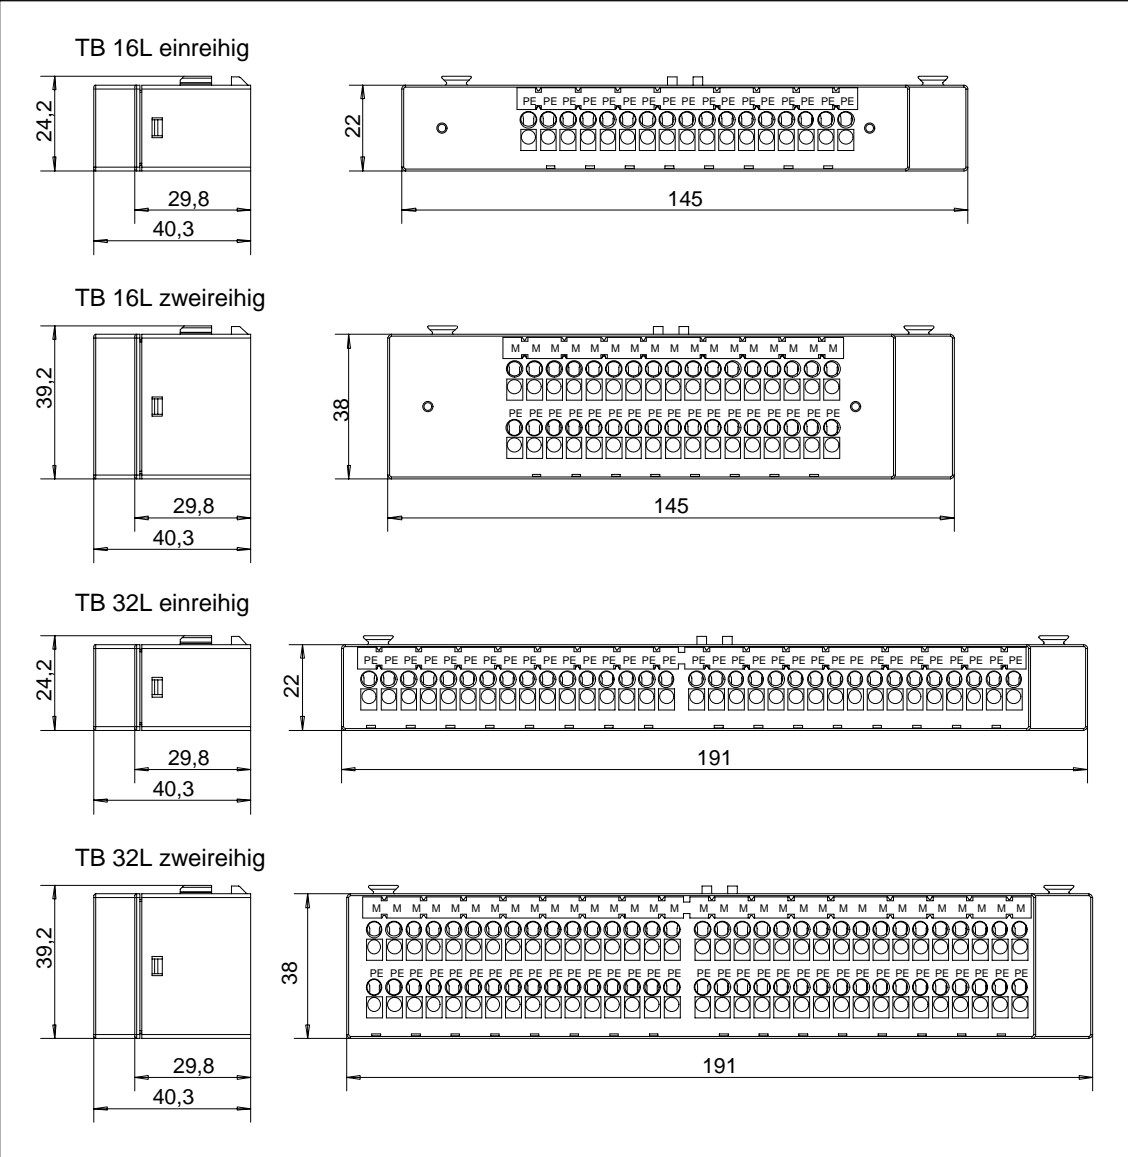 TB 16L einreihig
24,2
29,8
40,3
22
PE PE PE PE PE PE PE PE PE PE PE PE PE PE PE PE PE
145
TB 16L zweireihig
39,2
29,8
40,3
38
M M M M M M M M M M M M M M M M M
PE PE PE PE PE PE PE PE PE PE PE PE PE PE PE PE PE
145
TB 32L einreihig
24,2
29,8
40,3
22
PE PE PE PE PE PE PE PE PE PE PE PE PE PE PE PE PE PE PE PE PE PE PE PE PE PE PE PE PE PE PE PE PE
191
TB 32L zweireihig
39,2
29,8
40,3
38
M M M M M M M M M M M M M M M M M M M M M M M M M M M M M M M M M
PE PE PE PE PE PE PE PE PE PE PE PE PE PE PE PE PE PE PE PE PE PE PE PE PE PE PE PE PE PE PE PE PE
191